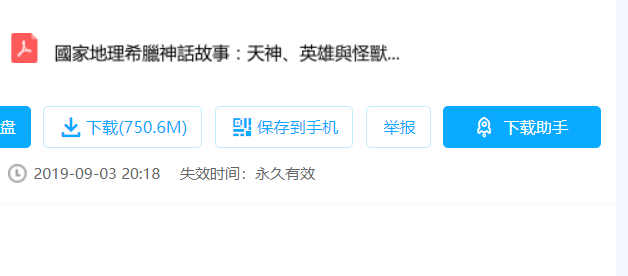 國家地理希臘神話故事：天神、英雄與怪獸...
盘 下载(750.6M) 保存到手机 举报 下载助手
2019-09-03 20:18 失效时间：永久有效